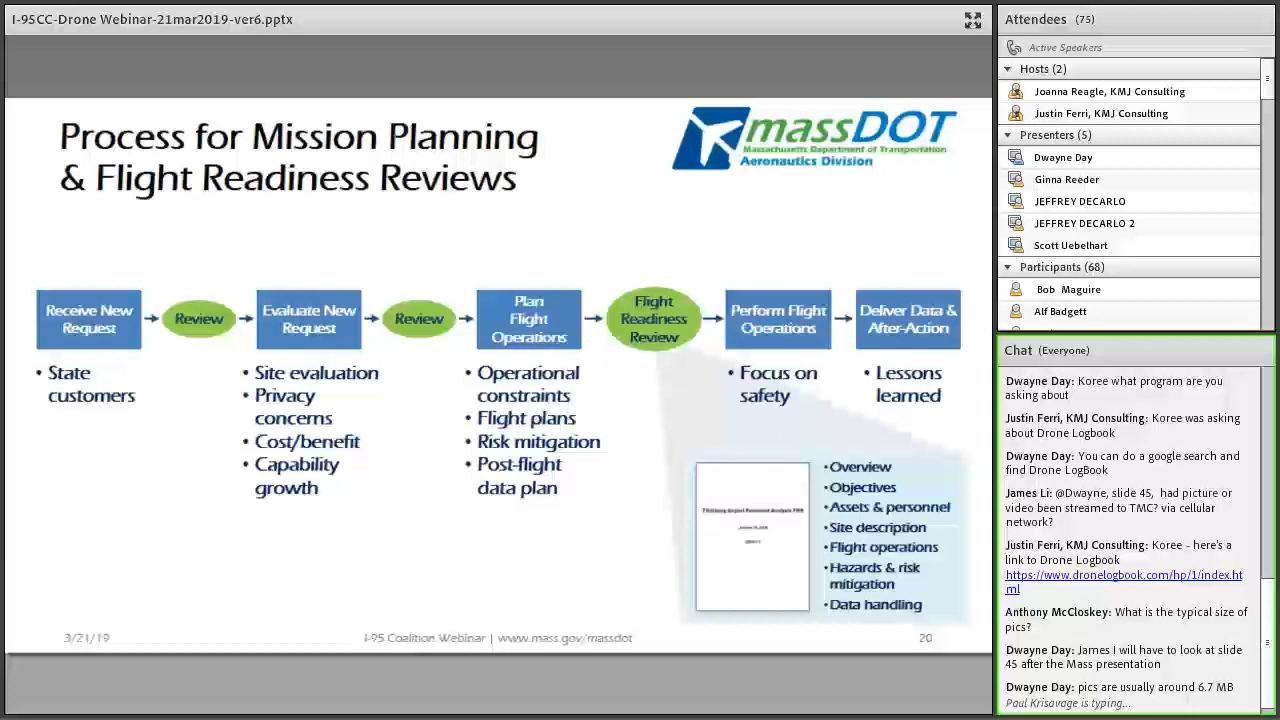 I-95CC-Drone Webinar-21mar2019-ver6.pptx
Process for Mission Planning
& Flight Readiness Reviews
massDOT
Massachusetts Department of Transportation
Aeronautics Division
Receive New
Request
Review
Evaluate New
Request
Review
Plan
Flight
Operations
Flight
Readiness
Review
Perform Flight
Operations
Deliver Data &
After-Action
• State
customers
• Site evaluation
• Privacy
concerns
• Cost/benefit
• Capability
growth
• Operational
constraints
• Flight plans
• Risk mitigation
• Post-flight
data plan
• Focus on
safety
• Lessons
learned
• Overview
• Objectives
• Assets & personnel
• Site description
• Flight operations
• Hazards & risk
mitigation
• Data handling
3/21/19
I-95 Coalition Webinar | www.mass.gov/massdot
20
Attendees (75)
Active Speakers
Hosts (2)
Joanna Reagle, KMJ Consulting
Justin Ferri, KMJ Consulting
Presenters (5)
Dwayne Day
Ginna Reeder
JEFFREY DECARLO
JEFFREY DECARLO 2
Scott Uebelhart
Participants (68)
Bob Maguire
Alf Badgett
Chat (Everyone)
Dwayne Day: Koree what program are you
asking about
Justin Ferri, KMJ Consulting: Koree was asking
about Drone Logbook
Dwayne Day: You can do a google search and
find Drone LogBook
James Li: @Dwayne, slide 45, had picture or
video been streamed to TMC? via cellular
network?
Justin Ferri, KMJ Consulting: Koree - here's a
link to Drone Logbook
https://www.dronelogbook.com/hp/1/index.ht
ml
Anthony McCloskey: What is the typical size of
pics?
Dwayne Day: James I will have to look at slide
45 after the Mass presentation
Dwayne Day: pics are usually around 6.7 MB
Paul Krisavage is typing...